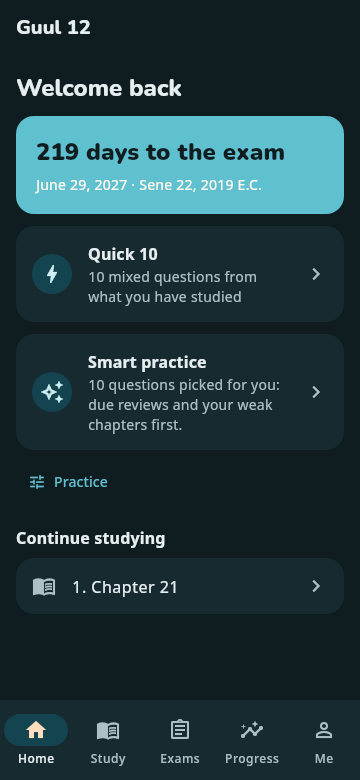 Guul 12
Welcome back
219 days to the exam
June 29, 2027 · Sene 22, 2019 E.C.
Quick 10
10 mixed questions from
what you have studied
Smart practice
10 questions picked for you:
due reviews and your weak
chapters first.
Practice
Continue studying
1. Chapter 21
Home
Study
Exams
Progress
Me